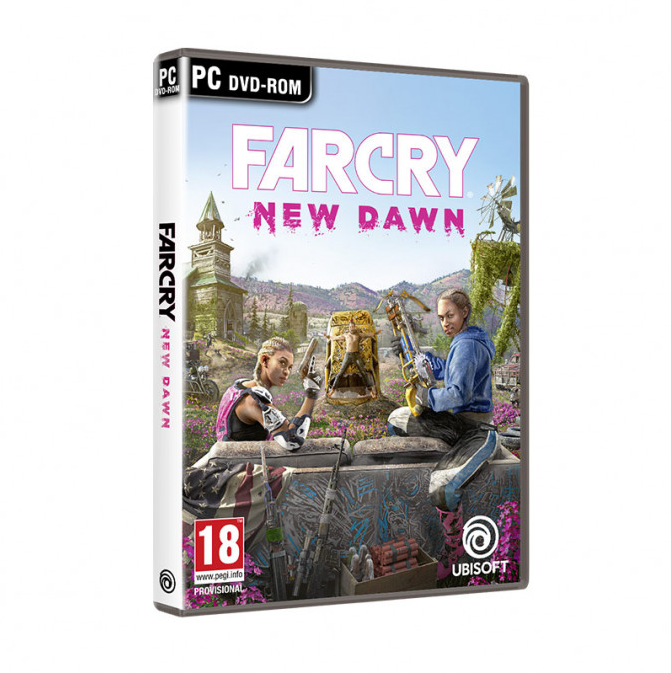 PC
DVD-ROM
FARCRY
NEW DAWN
PC DVD-ROM
FARCRY®
NEW DAWN
18
www.pegi.info
PROVISIONAL
UBISOFT